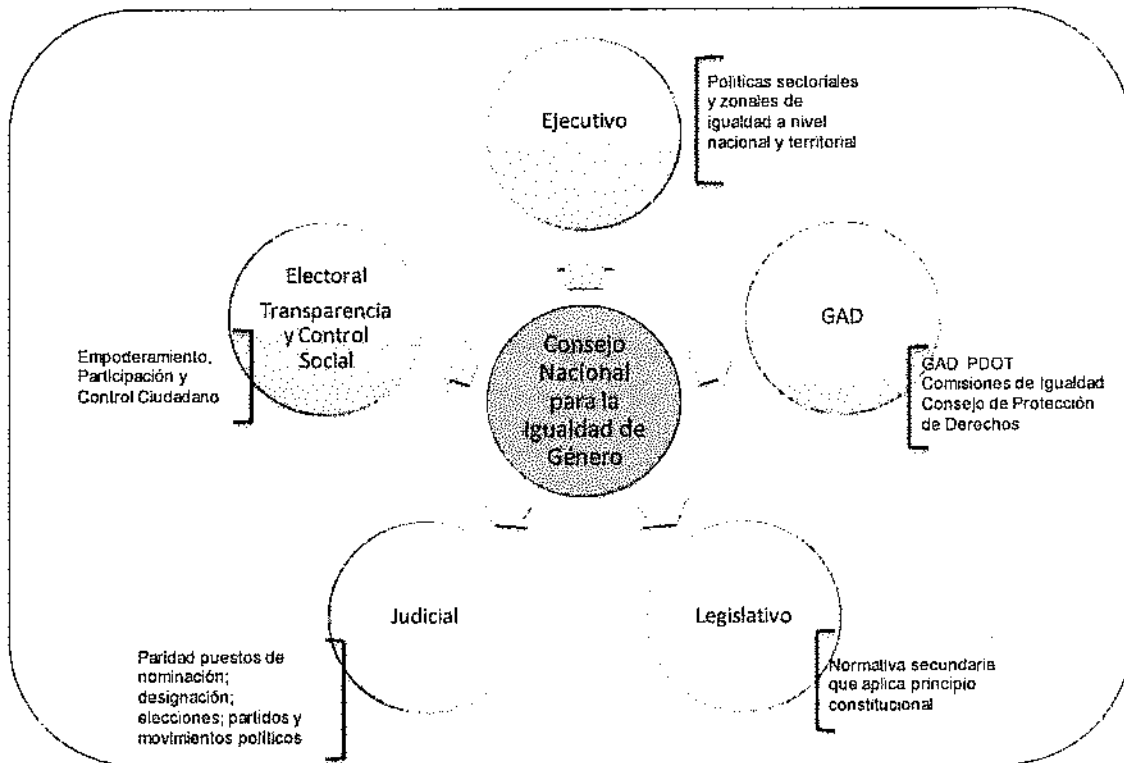 Ejecutivo
Políticas sectoriales
y zonales de
igualdad a nivel
nacional y territorial
Electoral
Transparencia
y Control
Social
Empoderamiento,
Participación y
Control Ciudadano
Consejo
Nacional
para la
Igualdad de
Género
GAD
GAD PDOT
Comisiones de Igualdad
Consejo de Protección
de Derechos
Judicial
Paridad puestos de
nominación;
designación;
elecciones; partidos y
movimientos políticos
Legislativo
Normativa secundaria
que aplica principio
constitucional